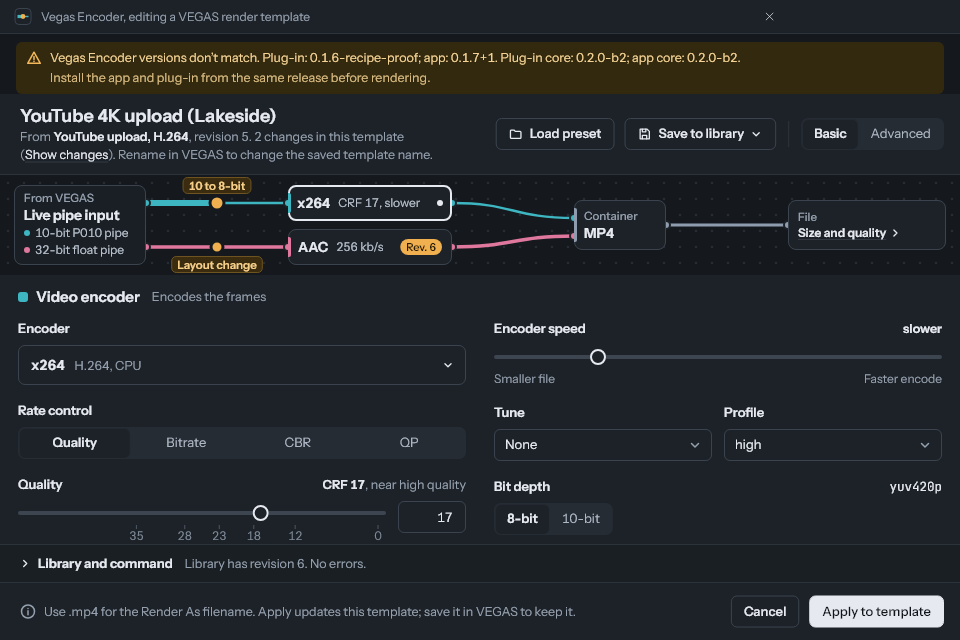 Vegas Encoder, editing a VEGAS render template
Vegas Encoder versions don't match. Plug-in: 0.1.6-recipe-proof; app: 0.1.7+1. Plug-in core: 0.2.0-b2; app core: 0.2.0-b2.
Install the app and plug-in from the same release before rendering.
YouTube 4K upload (Lakeside)
From YouTube upload, H.264, revision 5. 2 changes in this template
(Show changes). Rename in VEGAS to change the saved template name.
Load preset
Save to library
Basic
Advanced
From VEGAS
Live pipe input
10-bit P010 pipe
32-bit float pipe
10 to 8-bit
Layout change
x264 CRF 17, slower
AAC 256 kb/s Rev. 6
Container
MP4
File
Size and quality
Video encoder Encodes the frames
Encoder
x264 H.264, CPU
Rate control
Quality Bitrate CBR QP
Quality CRF 17, near high quality
17
35 28 23 18 12 0
Encoder speed slower
Smaller file Faster encode
Tune
None
Profile
high
Bit depth yuv420p
8-bit 10-bit
Library and command Library has revision 6. No errors.
Use .mp4 for the Render As filename. Apply updates this template; save it in VEGAS to keep it.
Cancel
Apply to template